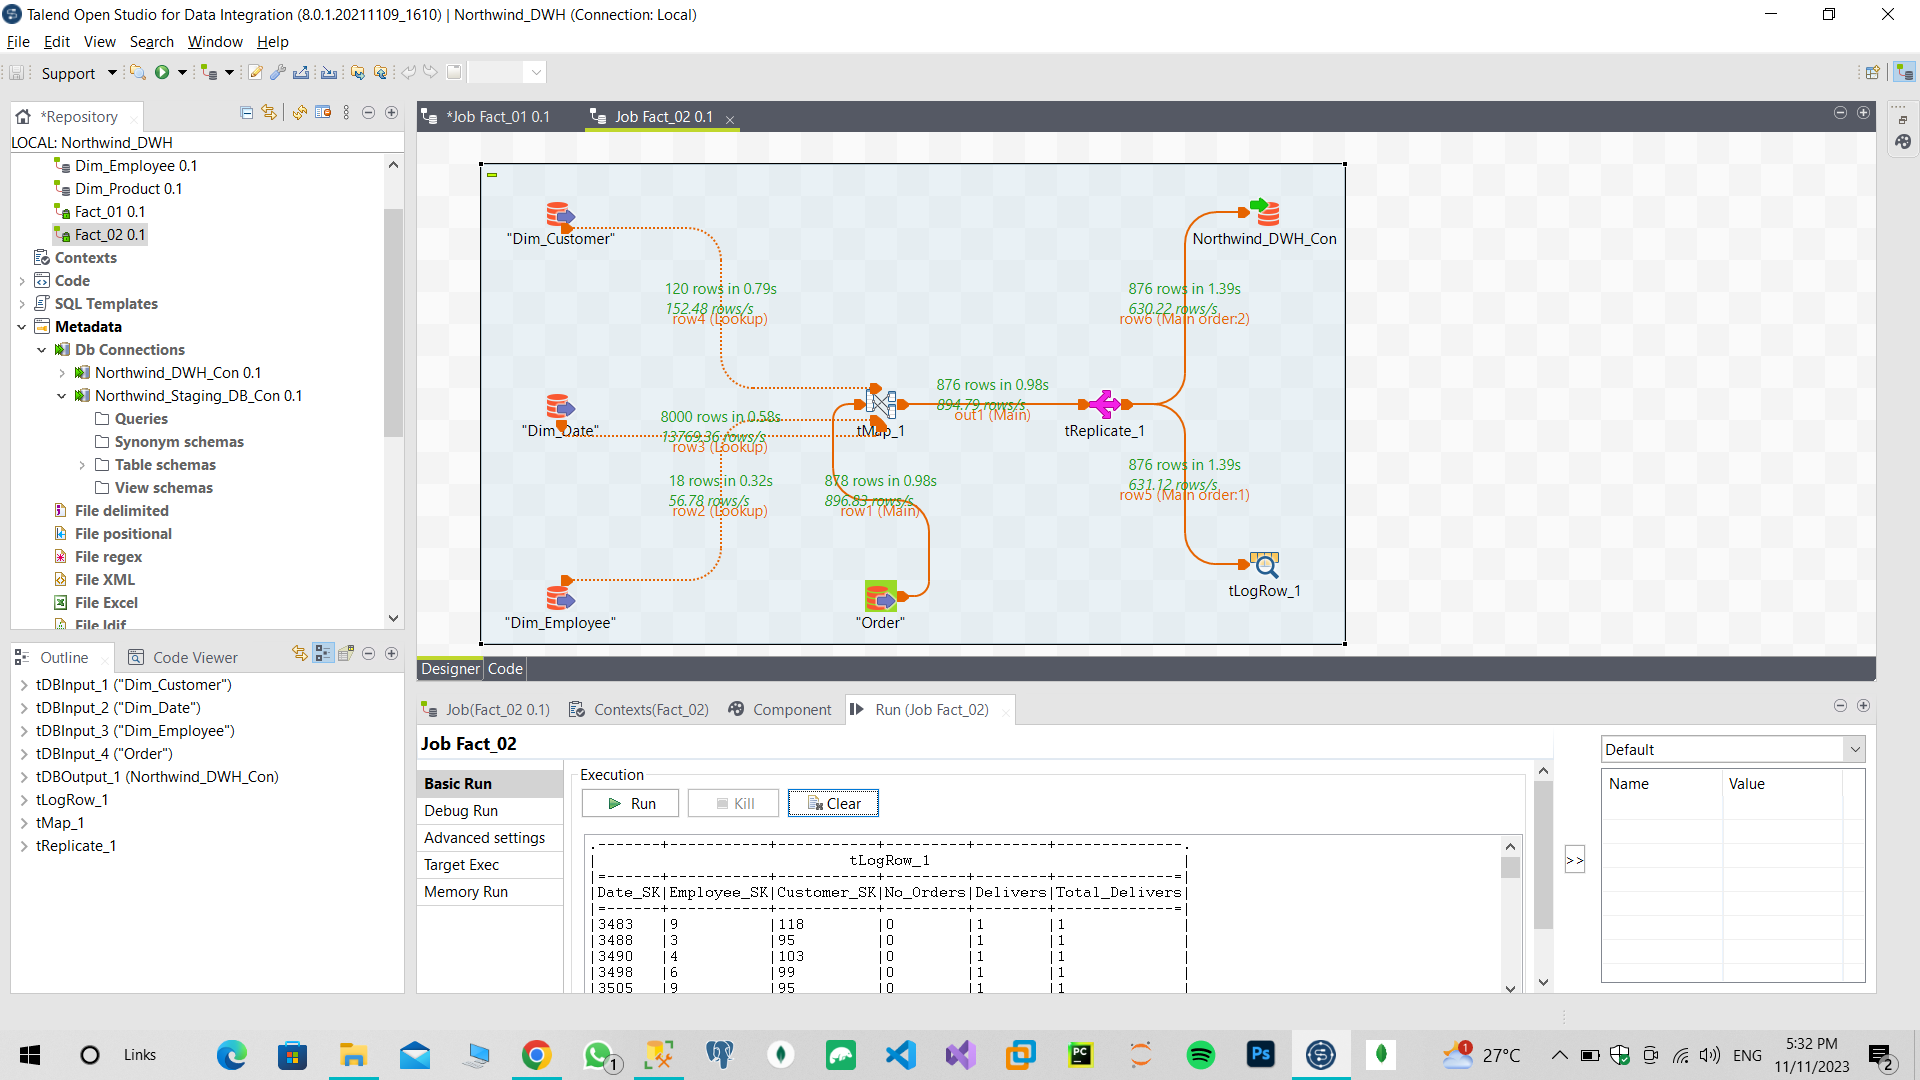 Talend Open Studio for Data Integration (8.0.1.20211109_1610) | Northwind_DWH (Connection: Local)
File Edit View Search Window Help
Support
*Repository
LOCAL: Northwind_DWH
Dim_Employee 0.1
Dim_Product 0.1
Fact_01 0.1
Fact_02 0.1
Contexts
Code
SQL Templates
Metadata
Db Connections
Northwind_DWH_Con 0.1
Northwind_Staging_DB_Con 0.1
Queries
Synonym schemas
Table schemas
View schemas
File delimited
File positional
File regex
File XML
File Excel
File ldif
Outline
Code Viewer
tDBInput_1 ("Dim_Customer")
tDBInput_2 ("Dim_Date")
tDBInput_3 ("Dim_Employee")
tDBInput_4 ("Order")
tDBOutput_1 (Northwind_DWH_Con)
tLogRow_1
tMap_1
tReplicate_1
*Job Fact_01 0.1
Job Fact_02 0.1
"Dim_Customer"
Northwind_DWH_Con
120 rows in 0.79s
152.48 rows/s
row4 (Lookup)
876 rows in 1.39s
630.22 rows/s
row6 (Main order:2)
"Dim_Date"
8000 rows in 0.58s
13769.36 rows/s
row3 (Lookup)
tMap_1
876 rows in 0.98s
894.79 rows/s
out1 (Main)
tReplicate_1
18 rows in 0.32s
56.78 rows/s
row2 (Lookup)
878 rows in 0.98s
896.83 rows/s
row1 (Main)
876 rows in 1.39s
631.12 rows/s
row5 (Main order:1)
"Dim_Employee"
"Order"
tLogRow_1
Designer Code
Job(Fact_02 0.1)
Contexts(Fact_02)
Component
Run (Job Fact_02)
Job Fact_02
Basic Run
Debug Run
Advanced settings
Target Exec
Memory Run
Execution
Run
Kill
Clear
.-------+-----------+-----------+---------+--------+--------------.
| tLogRow_1 |
|=------+-----------+-----------+---------+--------+-------------=|
|Date_SK|Employee_SK|Customer_SK|No_Orders|Delivers|Total_Delivers|
|=------+-----------+-----------+---------+--------+-------------=|
|3483 |9 |118 |0 |1 |1 |
|3488 |3 |95 |0 |1 |1 |
|3490 |4 |103 |0 |1 |1 |
|3498 |6 |99 |0 |1 |1 |
|3505 |9 |95 |0 |1 |1 |
>>
Default
Name Value
Links
1
PC
Ps
1
27°C
ENG
5:32 PM
11/11/2023
2